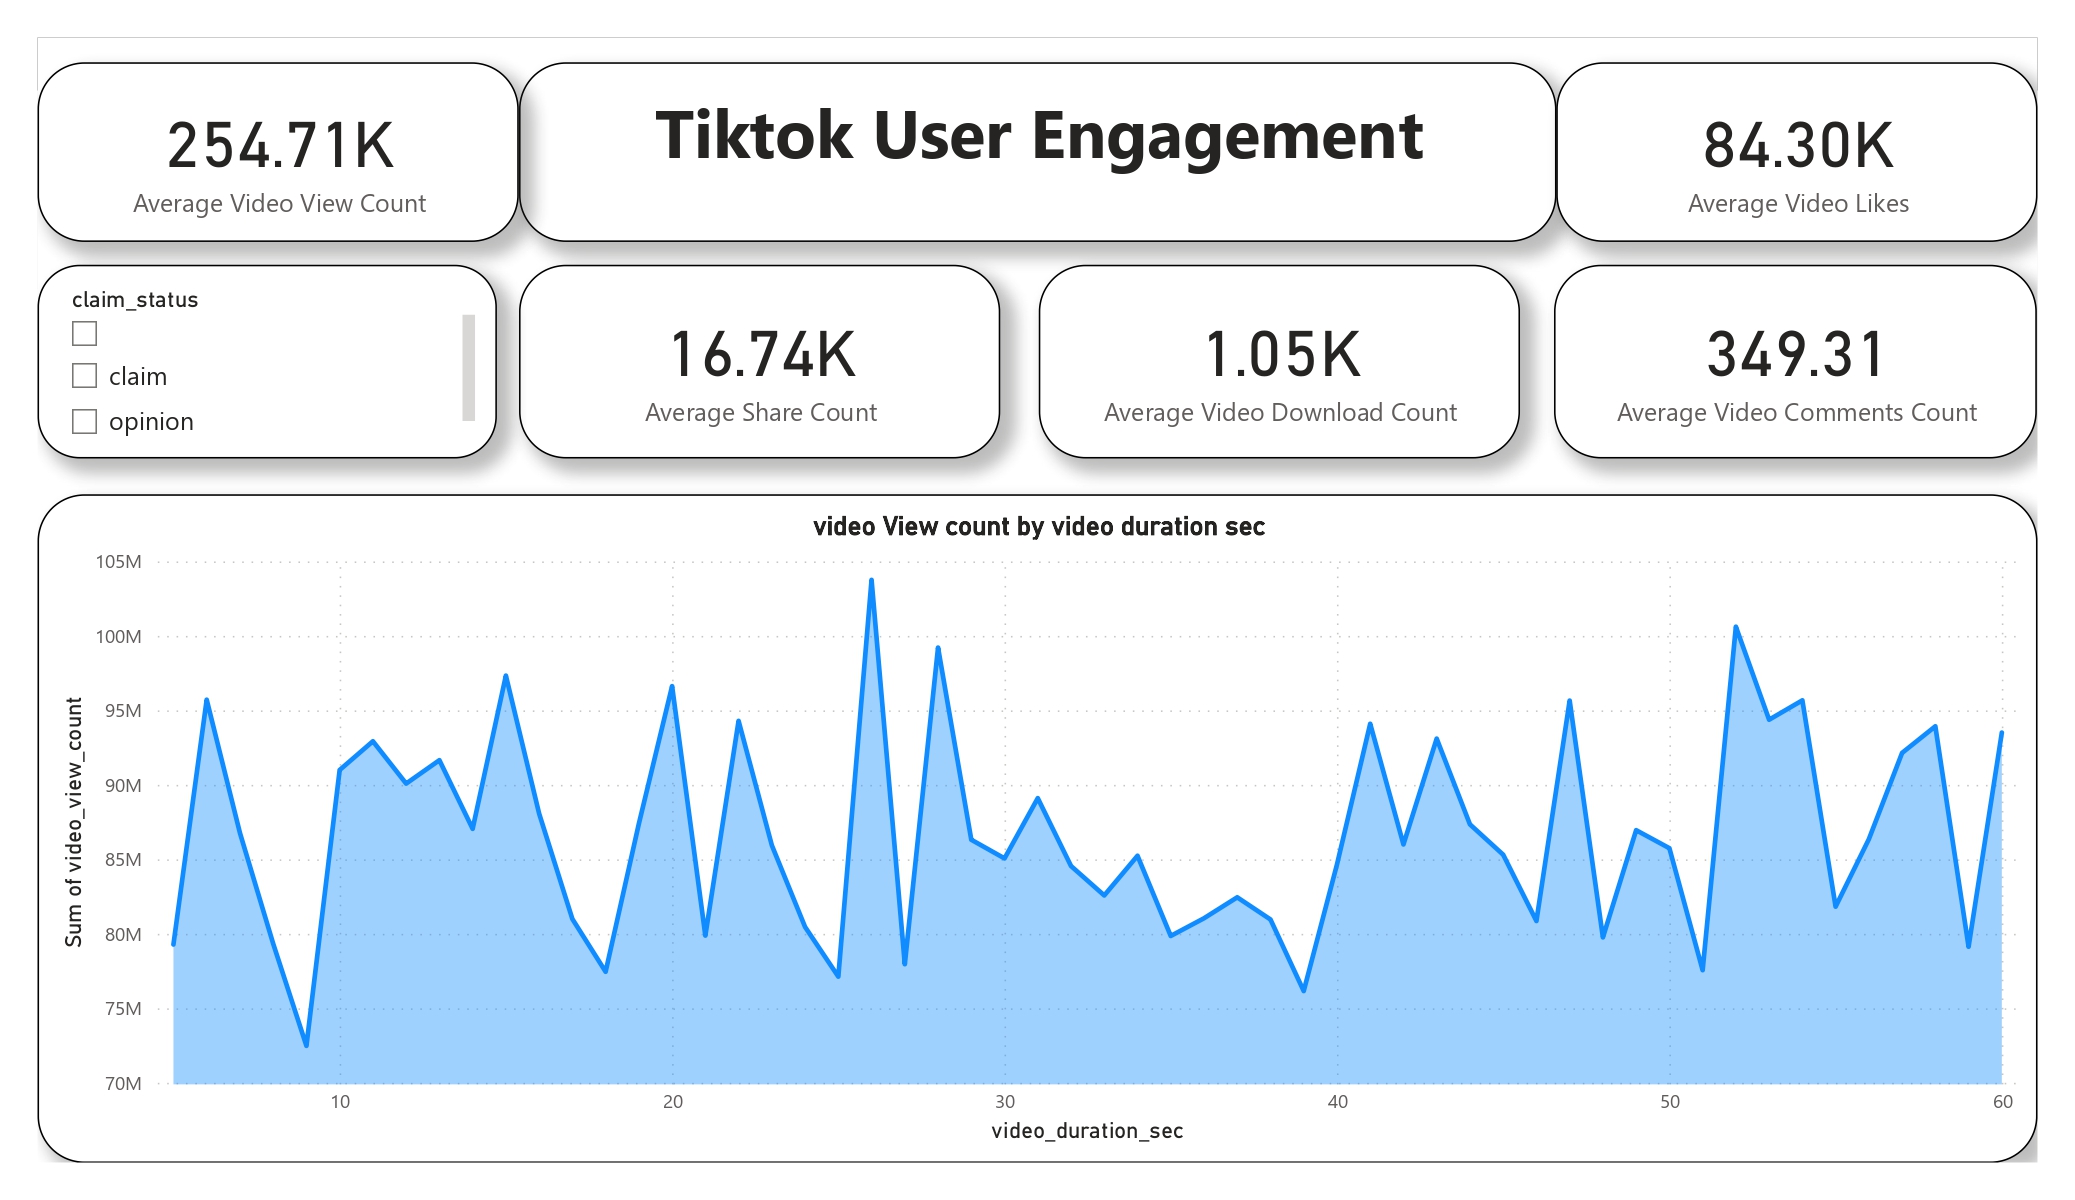 254.71K
Average Video View Count
Tiktok User Engagement
84.30K
Average Video Likes
claim_status
claim
opinion
16.74K
Average Share Count
1.05K
Average Video Download Count
349.31
Average Video Comments Count
video View count by video duration sec
105M
100M
95M
90M
85M
80M
75M
70M
Sum of video_view_count
10
20
30
40
50
60
video_duration_sec